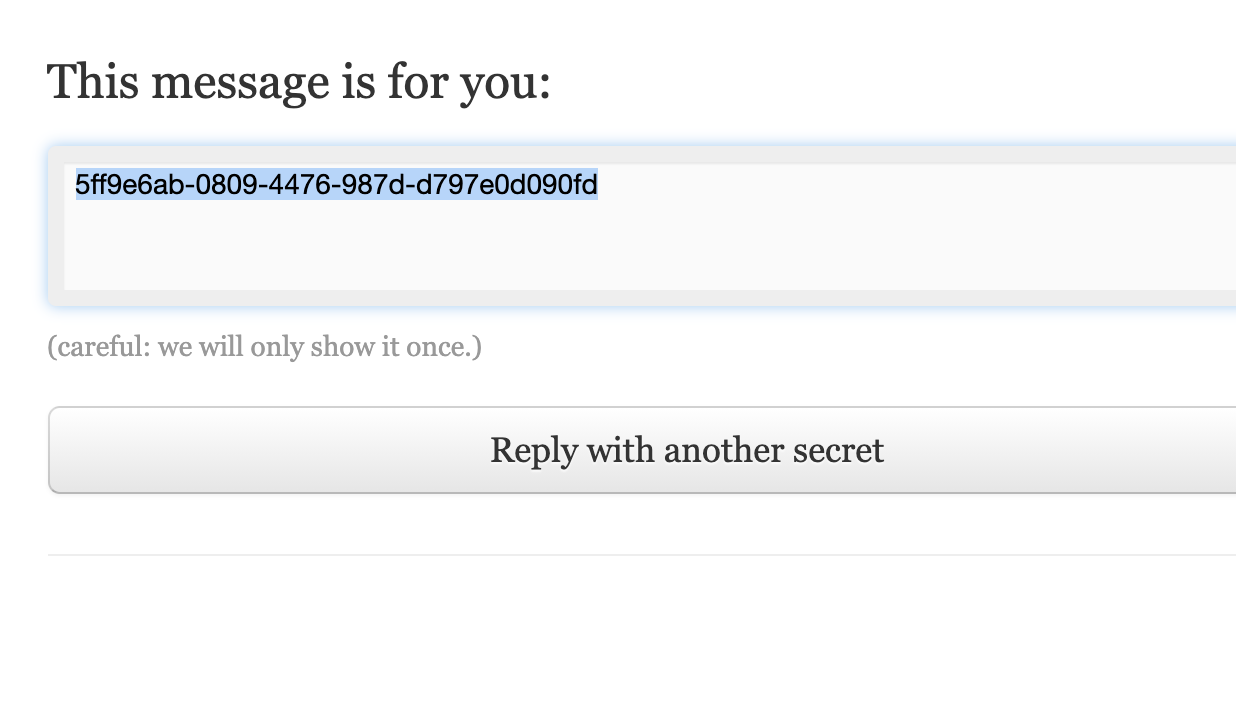 This message is for you:
5ff9e6ab-0809-4476-987d-d797e0d090fd
(careful: we will only show it once.)
Reply with another secret